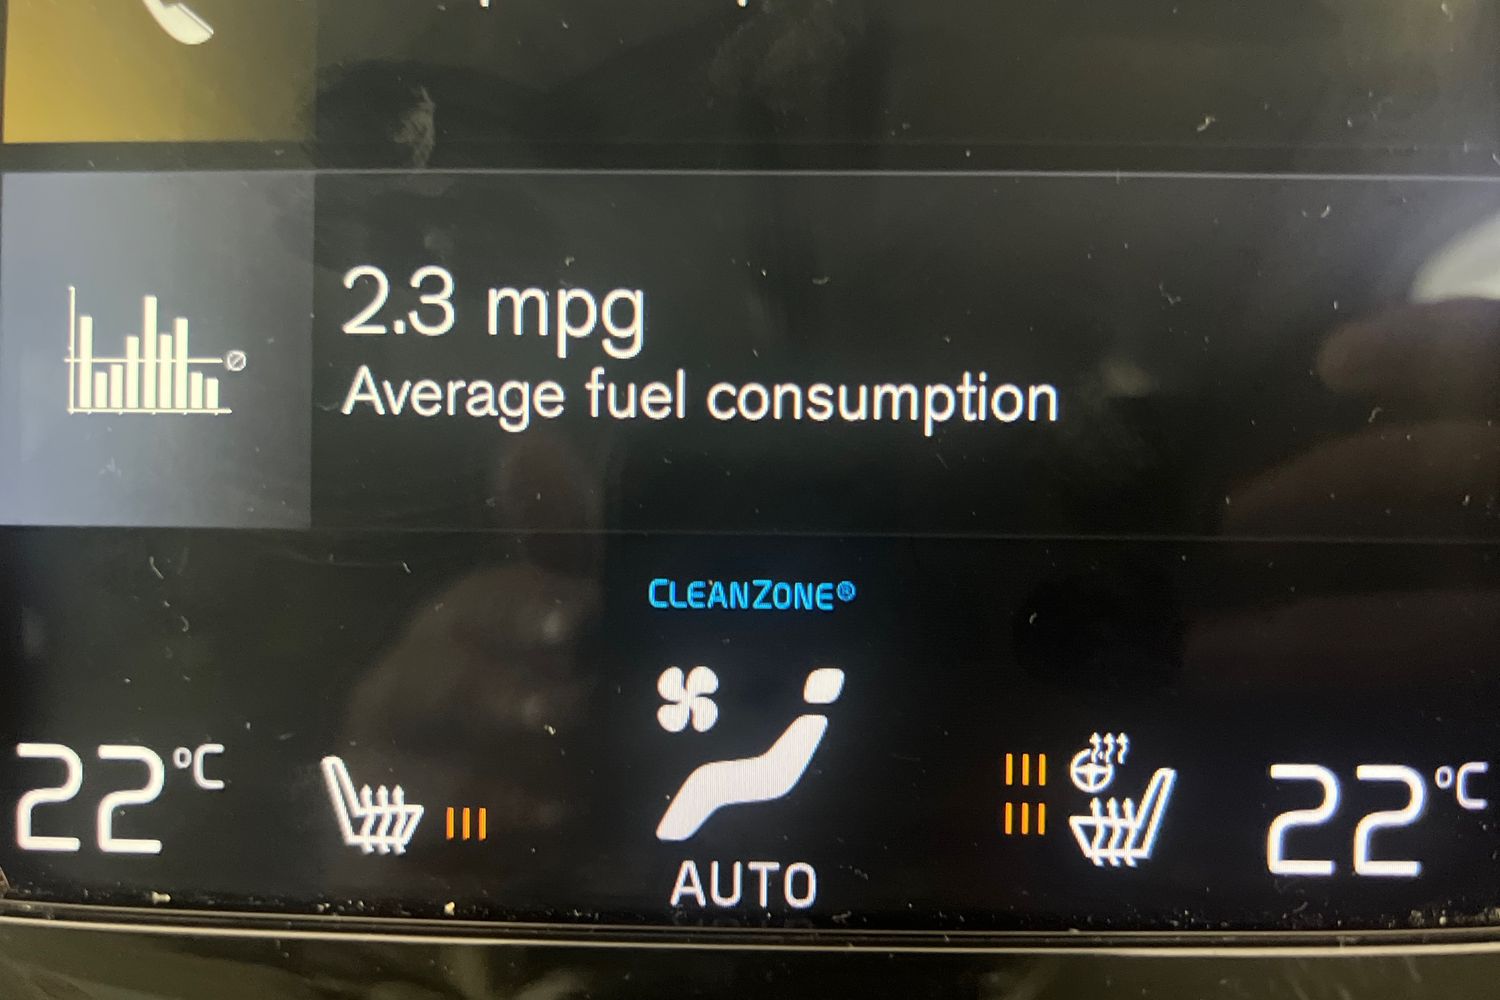 2.3 mpg
Average fuel consumption
CLEANZONE®
22 °C
22 °C
AUTO